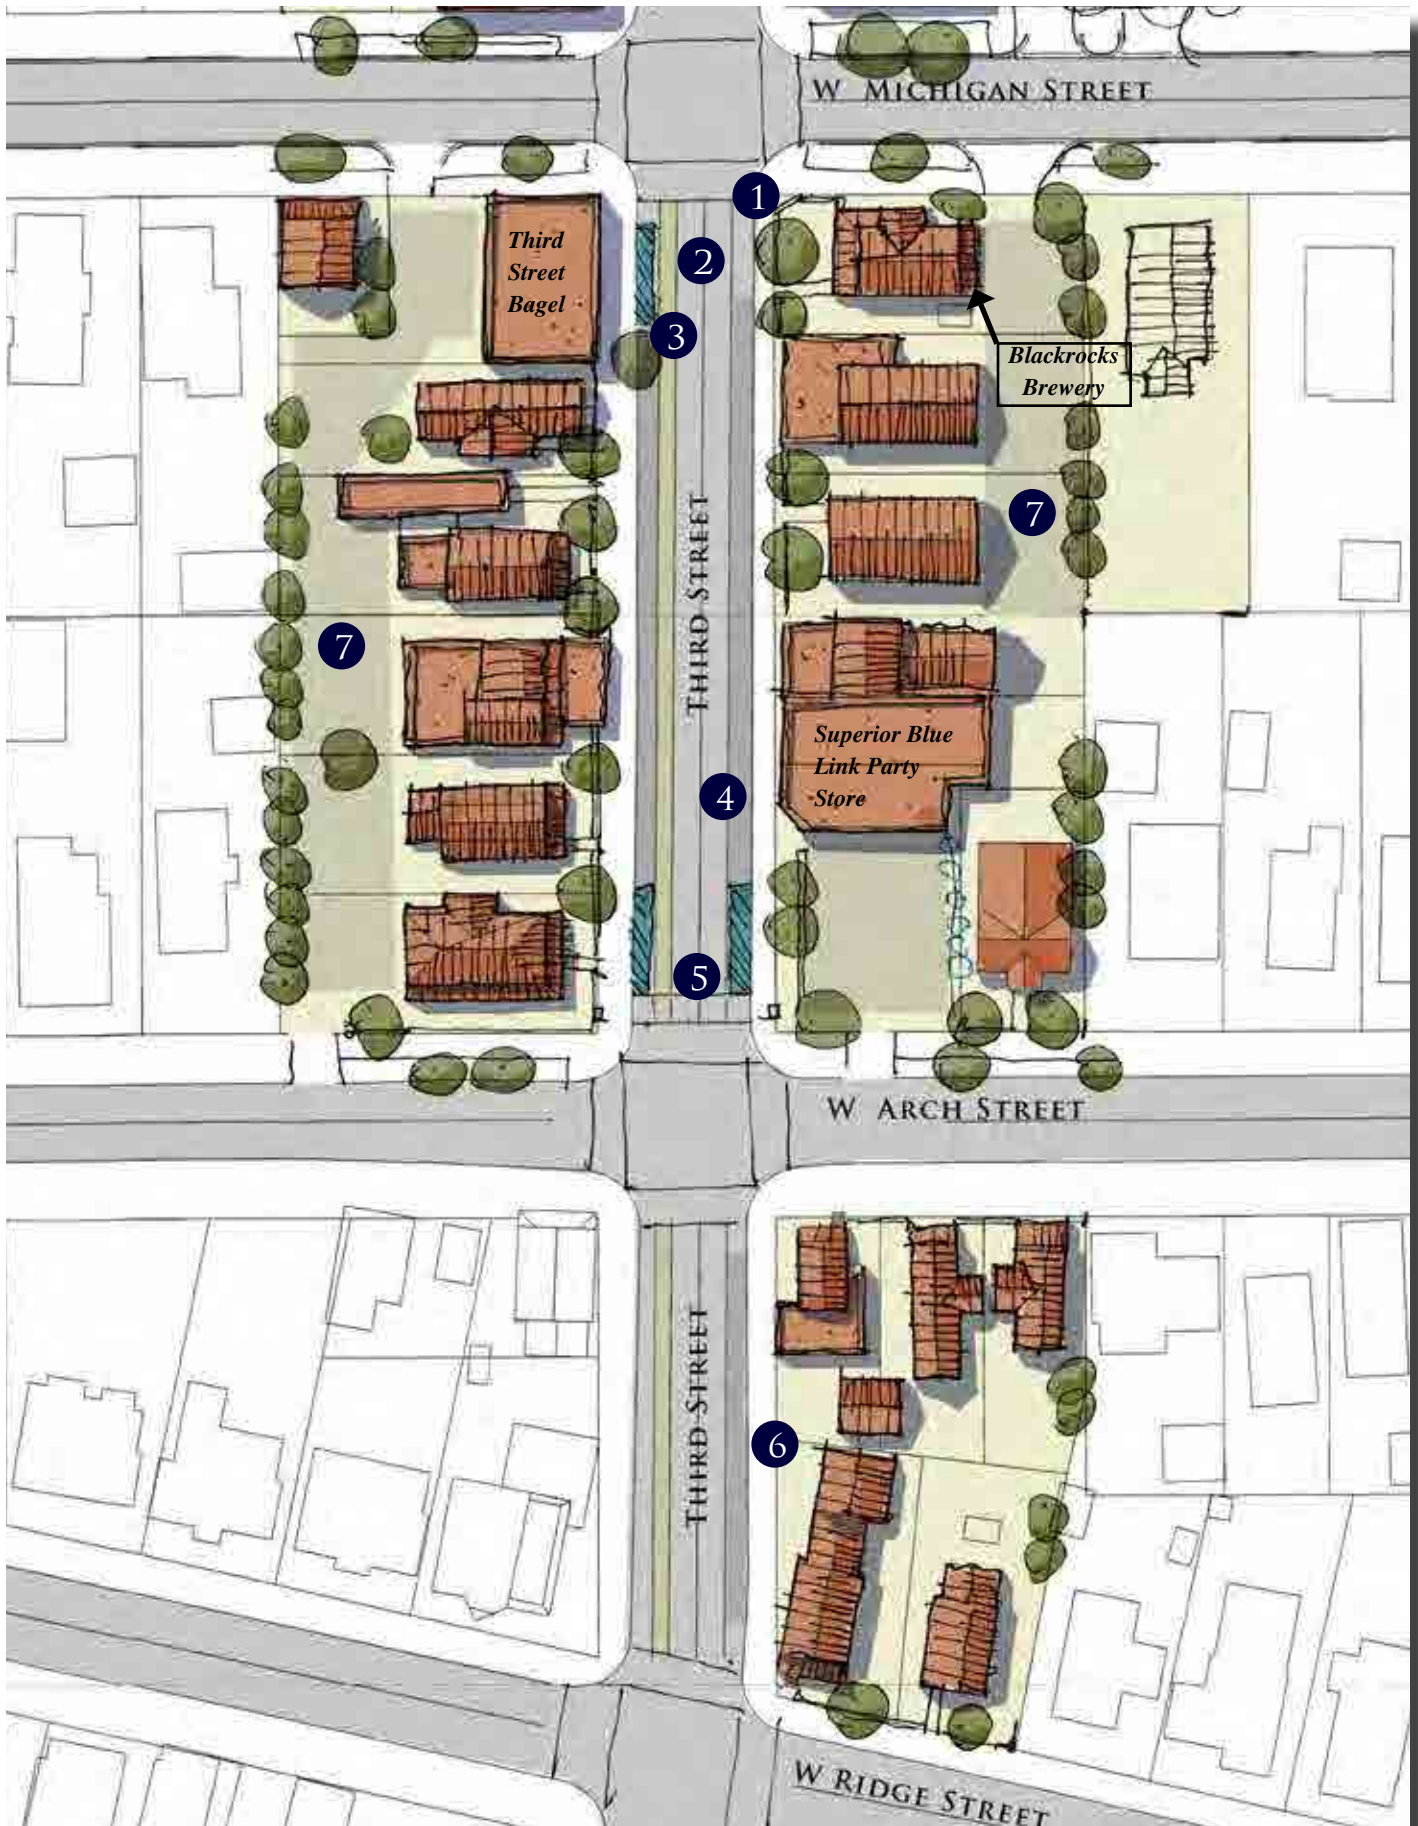 W MICHIGAN STREET
1
Third
Street
Bagel
2
3
Blackrocks
Brewery
THIRD STREET
7
7
Superior Blue
Link Party
Store
4
5
W ARCH STREET
THIRD STREET
6
W RIDGE STREET